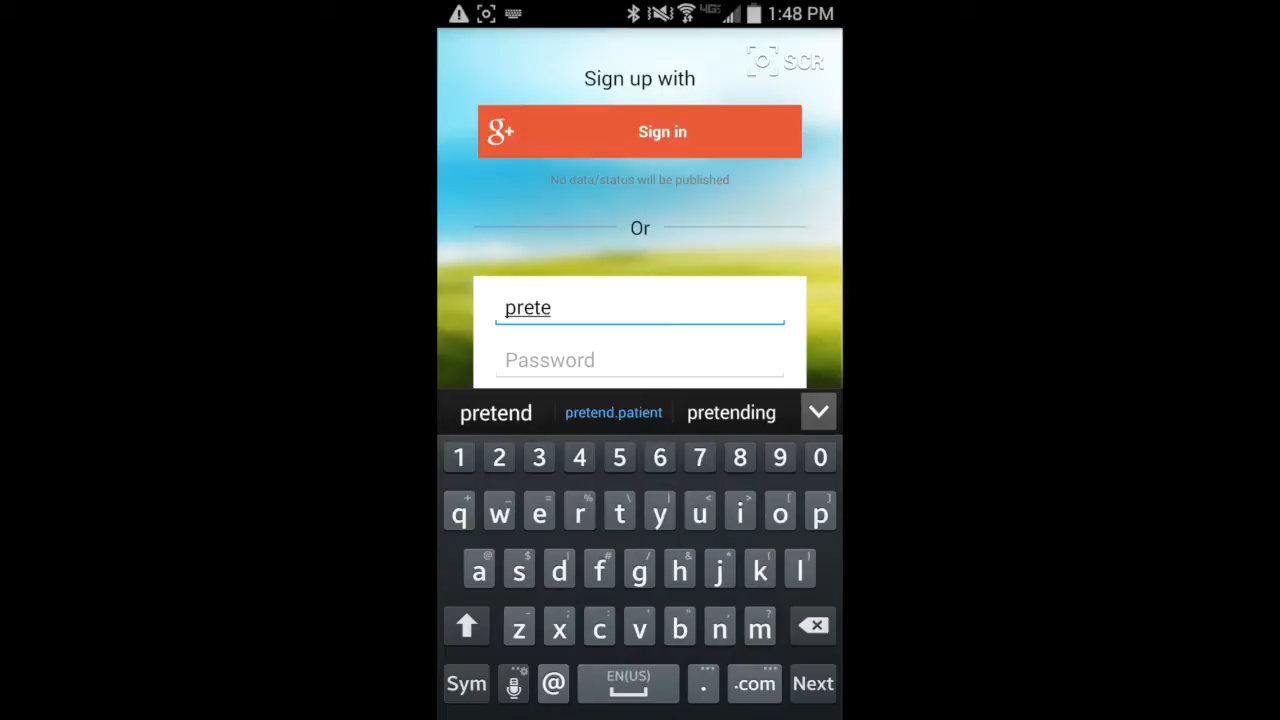 1:48 PM
SCR
Sign up with
g+ Sign in
No data/status will be published
Or
prete
Password
pretend pretend.patient pretending
1 2 3 4 5 6 7 8 9 0
q w e r t y u i o p
a s d f g h j k l
z x c v b n m
Sym @ EN(US) . .com Next